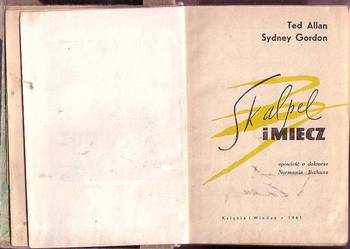 Ted Allan
Sydney Gordon
Skalpel
i MIECZ
opowieść o doktorze
Normanie Bethune
Książka i Wiedza - 1961